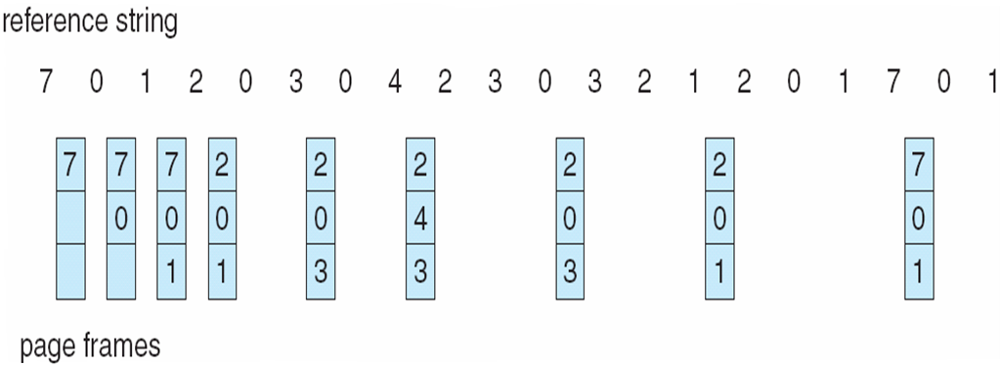 reference string
7 0 1 2 0 3 0 4 2 3 0 3 2 1 2 0 1 7 0 1
7 7 7 2 2 2 2 2 7
0 0 0 0 4 0 0 0
1 1 3 3 3 1 1
page frames